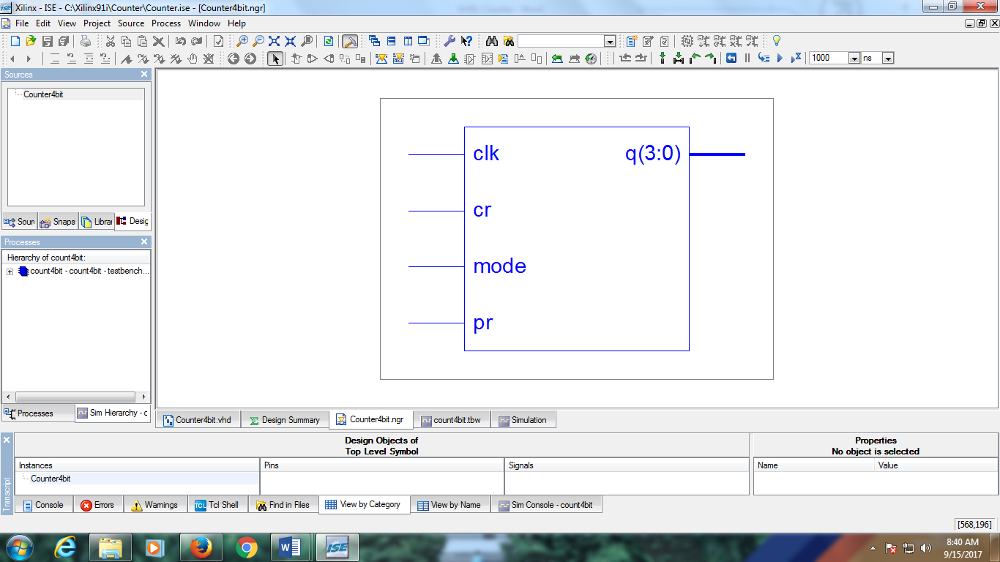 Xilinx - ISE - C:\Xilinx91i\Counter\Counter.ise - [Counter4bit.ngr]
File Edit View Project Source Process Window Help
1000 ns
Sources
Counter4bit
Sour Snaps Librar Desig
Processes
Hierarchy of count4bit:
count4bit - count4bit - testbench...
Processes Sim Hierarchy - c
clk q(3:0)
cr
mode
pr
Counter4bit.vhd Design Summary Counter4bit.ngr count4bit.tbw Simulation
Transcript
Design Objects of
Top Level Symbol
Properties
No object is selected
Instances Pins Signals Name Value
Counter4bit
Console Errors Warnings TCL Tcl Shell Find in Files View by Category View by Name Sim Console - count4bit
[568,196]
ISE
8:40 AM
9/15/2017